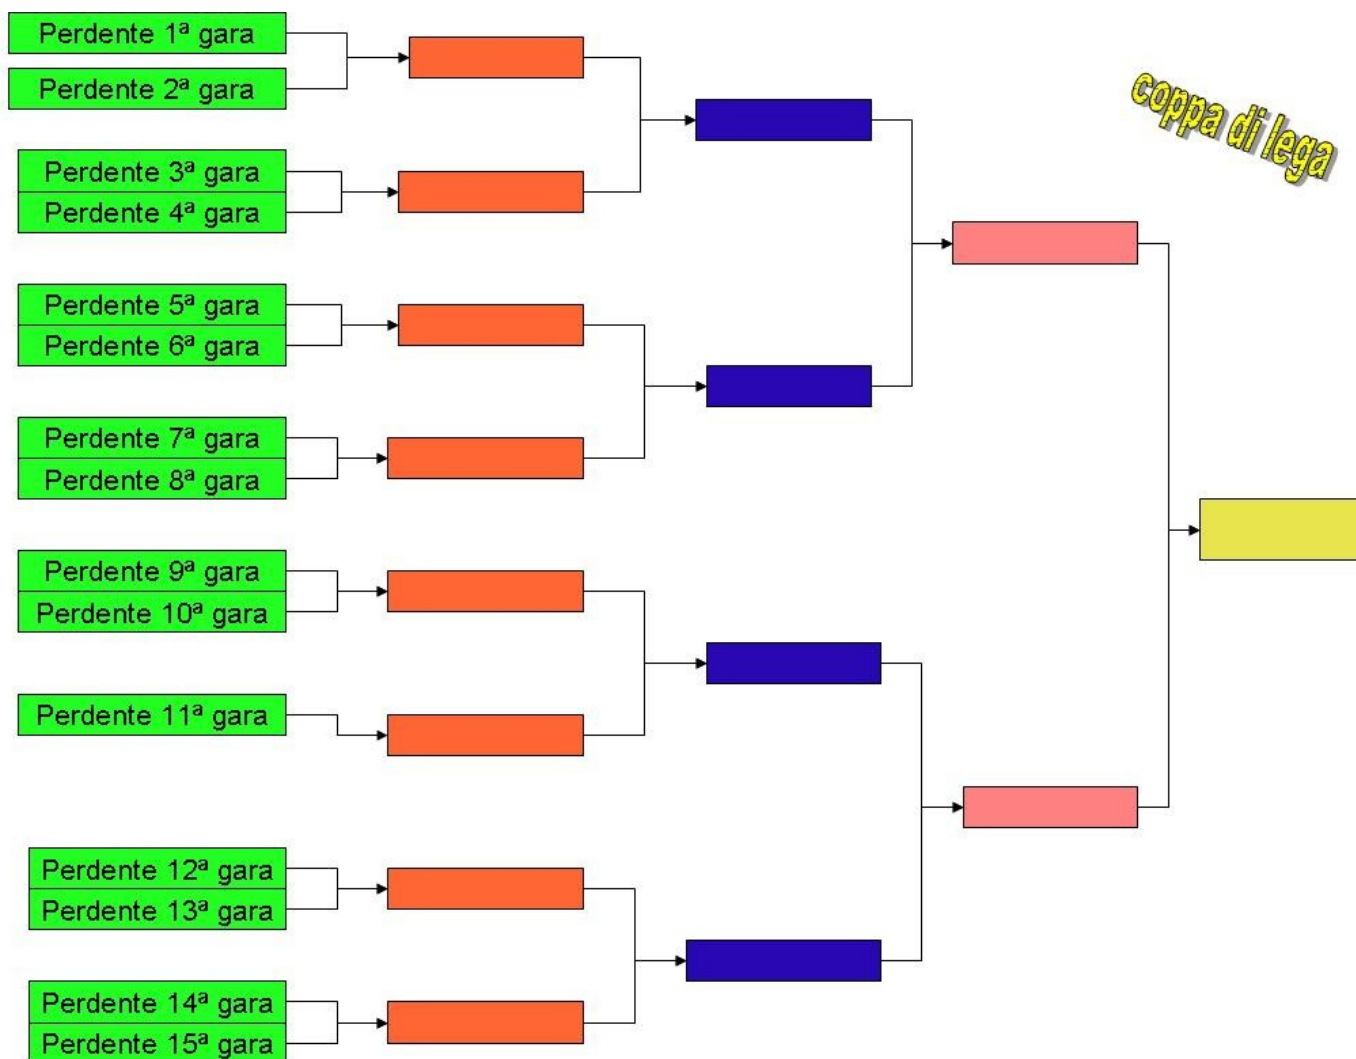 Perdente 1ª gara
Perdente 2ª gara
coppa di lega
Perdente 3ª gara
Perdente 4ª gara
Perdente 5ª gara
Perdente 6ª gara
Perdente 7ª gara
Perdente 8ª gara
Perdente 9ª gara
Perdente 10ª gara
Perdente 11ª gara
Perdente 12ª gara
Perdente 13ª gara
Perdente 14ª gara
Perdente 15ª gara